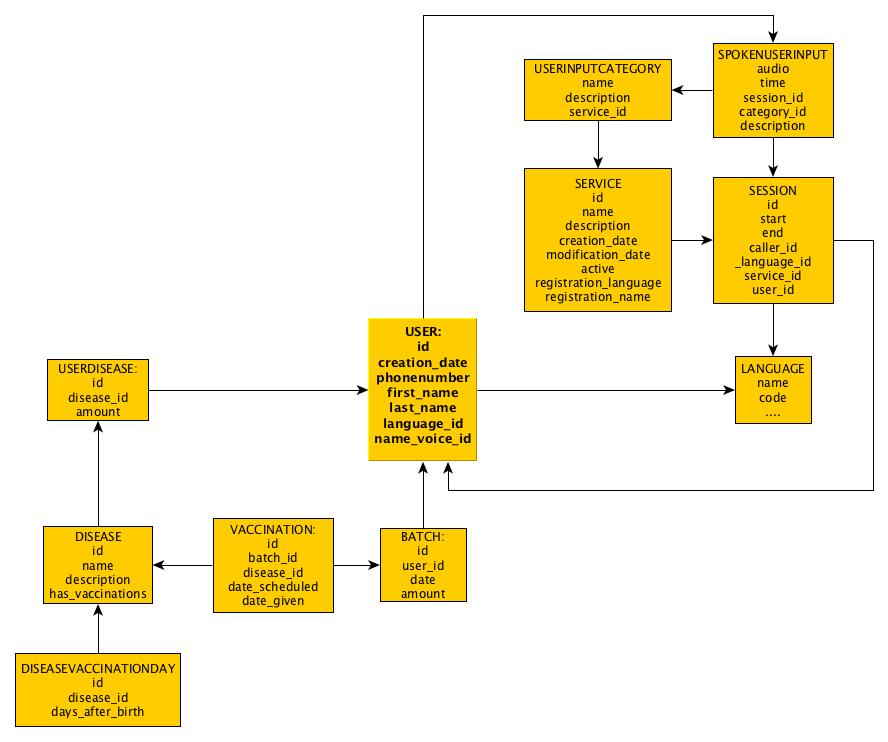 SPOKENUSERINPUT
audio
time
session_id
category_id
description
USERINPUTCATEGORY
name
description
service_id
SERVICE
id
name
description
creation_date
modification_date
active
registration_language
registration_name
SESSION
id
start
end
caller_id
_language_id
service_id
user_id
USER:
id
creation_date
phonenumber
first_name
last_name
language_id
name_voice_id
LANGUAGE
name
code
....
USERDISEASE:
id
disease_id
amount
DISEASE
id
name
description
has_vaccinations
VACCINATION:
id
batch_id
disease_id
date_scheduled
date_given
BATCH:
id
user_id
date
amount
DISEASEVACCINATIONDAY
id
disease_id
days_after_birth